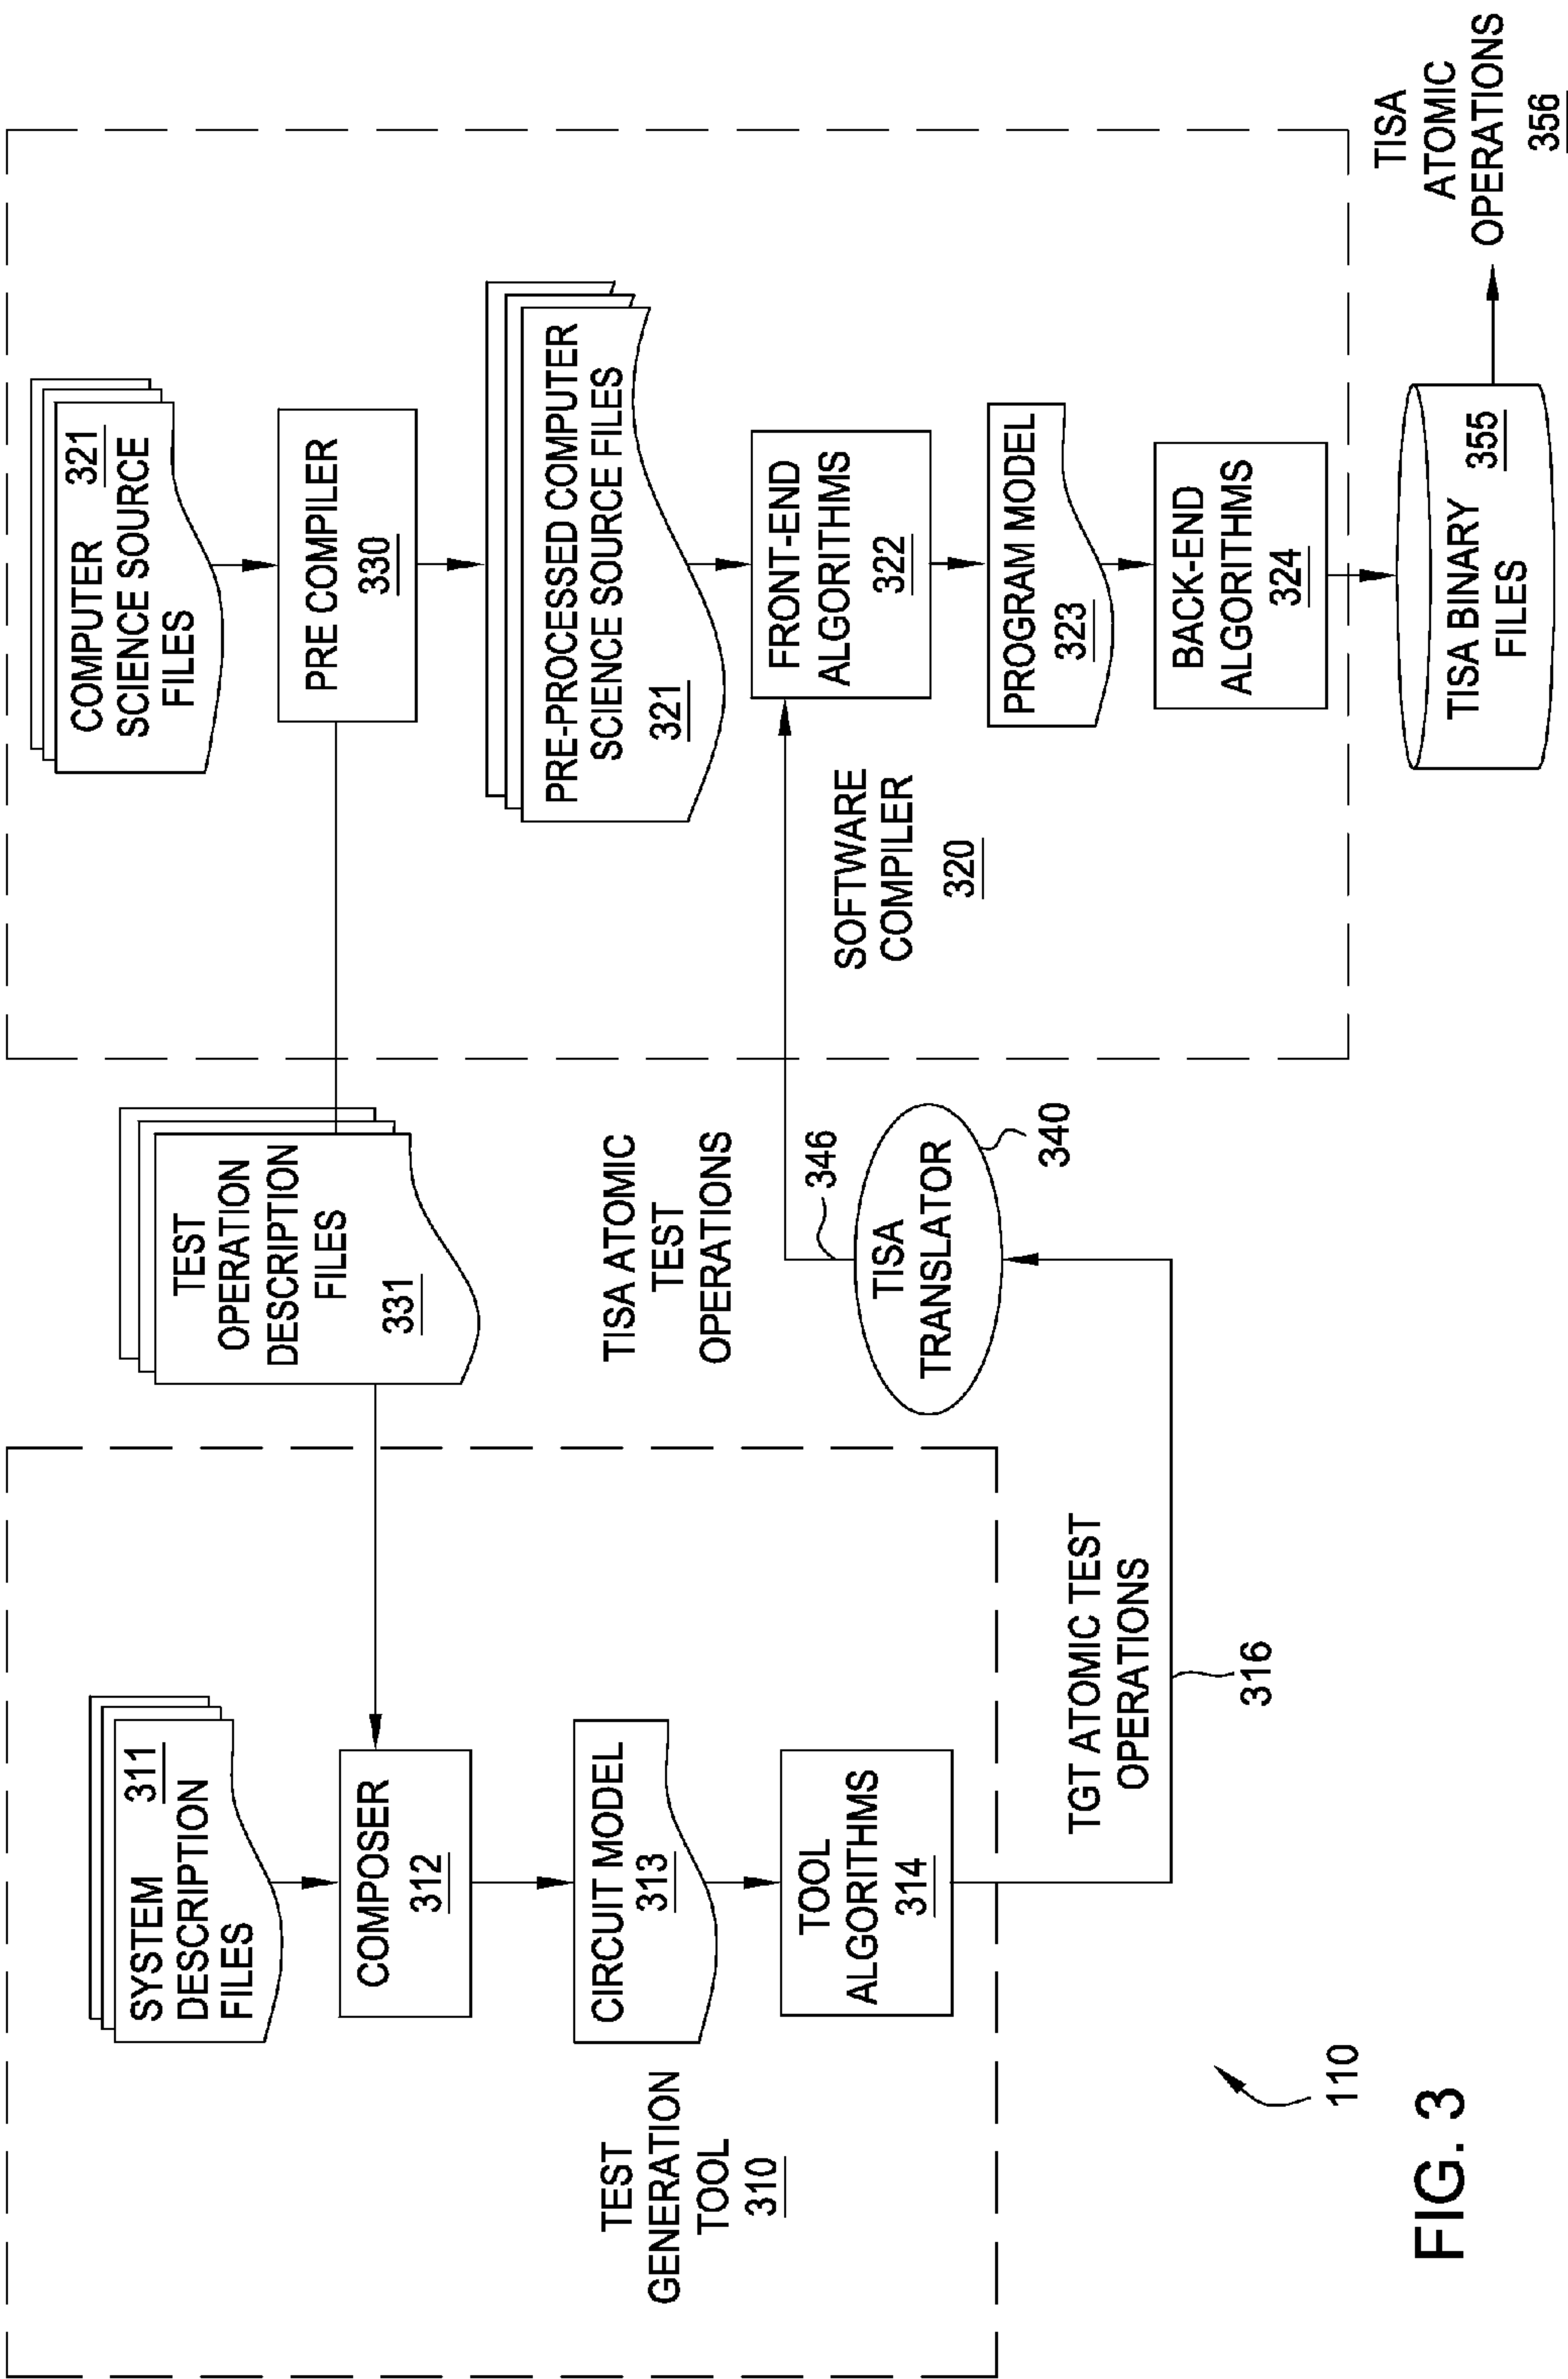 SYSTEM
DESCRIPTION
FILES
311
COMPOSER
312
CIRCUIT MODEL
313
TOOL
ALGORITHMS
314
TEST
GENERATION
TOOL
310
TGT ATOMIC TEST
OPERATIONS
316
TEST
OPERATION
DESCRIPTION
FILES
331
TISA ATOMIC
TEST
OPERATIONS
346
TISA
TRANSLATOR
340
COMPUTER
SCIENCE SOURCE
FILES
321
PRE COMPILER
330
PRE-PROCESSED COMPUTER
SCIENCE SOURCE FILES
321
FRONT-END
ALGORITHMS
322
SOFTWARE
COMPILER
320
PROGRAM MODEL
323
BACK-END
ALGORITHMS
324
TISA BINARY
FILES
355
TISA
ATOMIC
OPERATIONS
356
110
FIG. 3